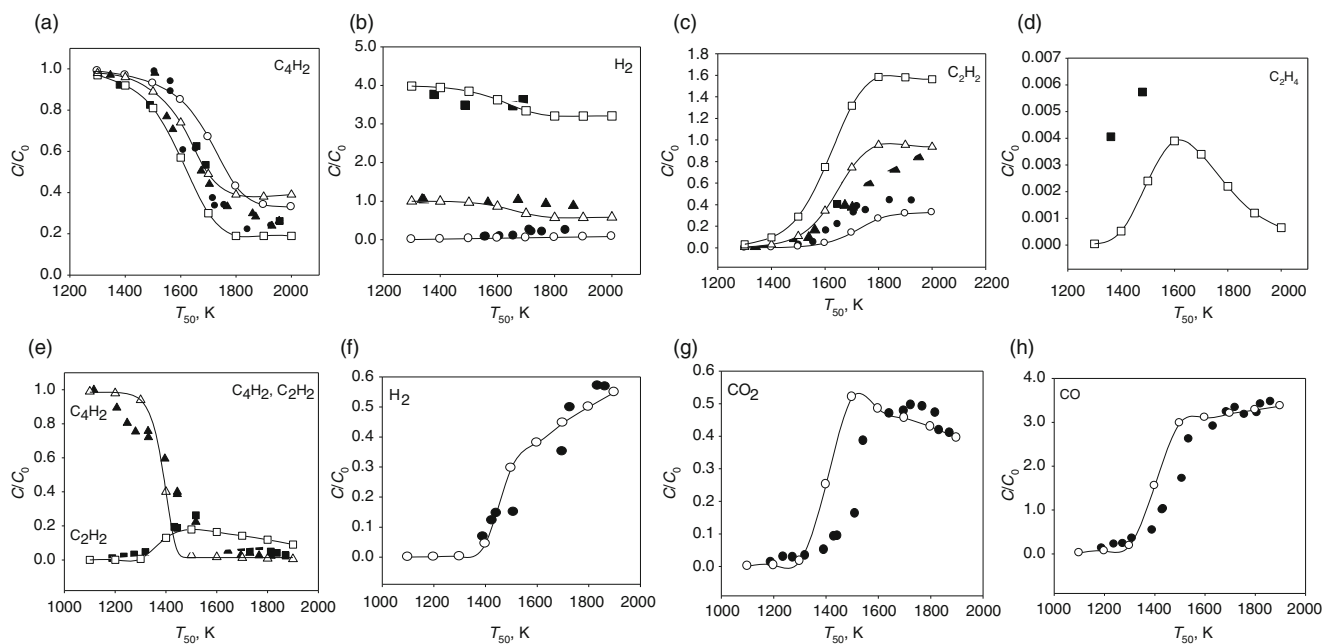 (a)
C4H2
1.0
0.8
0.6
0.4
0.2
0.0
C/C0
1200 1400 1600 1800 2000
T50, K
(b)
H2
5.0
4.0
3.0
2.0
1.0
0.0
C/C0
1200 1400 1600 1800 2000
T50, K
(c)
C2H2
1.8
1.6
1.4
1.2
1.0
0.8
0.6
0.4
0.2
0.0
C/C0
1200 1400 1600 1800 2000 2200
T50, K
(d)
C2H4
0.007
0.006
0.005
0.004
0.003
0.002
0.001
0.000
C/C0
1200 1400 1600 1800 2000
T50, K
(e)
C4H2, C2H2
C4H2
C2H2
1.0
0.8
0.6
0.4
0.2
0.0
C/C0
1000 1200 1400 1600 1800 2000
T50, K
(f)
H2
0.6
0.4
0.2
0.0
C/C0
1000 1200 1400 1600 1800 2000
T50, K
(g)
CO2
0.6
0.5
0.4
0.3
0.2
0.1
0.0
C/C0
1000 1200 1400 1600 1800 2000
T50, K
(h)
CO
4.0
3.0
2.0
1.0
0.0
C/C0
1000 1200 1400 1600 1800 2000
T50, K